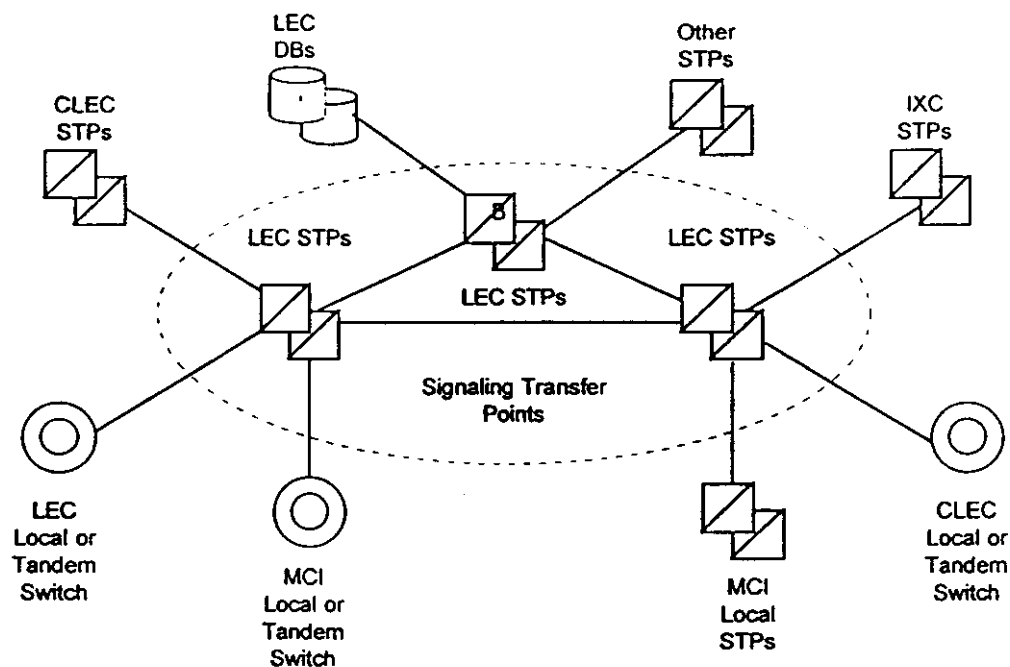 LEC
DBs
Other
STPs
CLEC
STPs
IXC
STPs
B
LEC STPs
LEC STPs
LEC STPs
Signaling Transfer
Points
LEC
Local or
Tandem
Switch
MCI
Local or
Tandem
Switch
MCI
Local
STPs
CLEC
Local or
Tandem
Switch